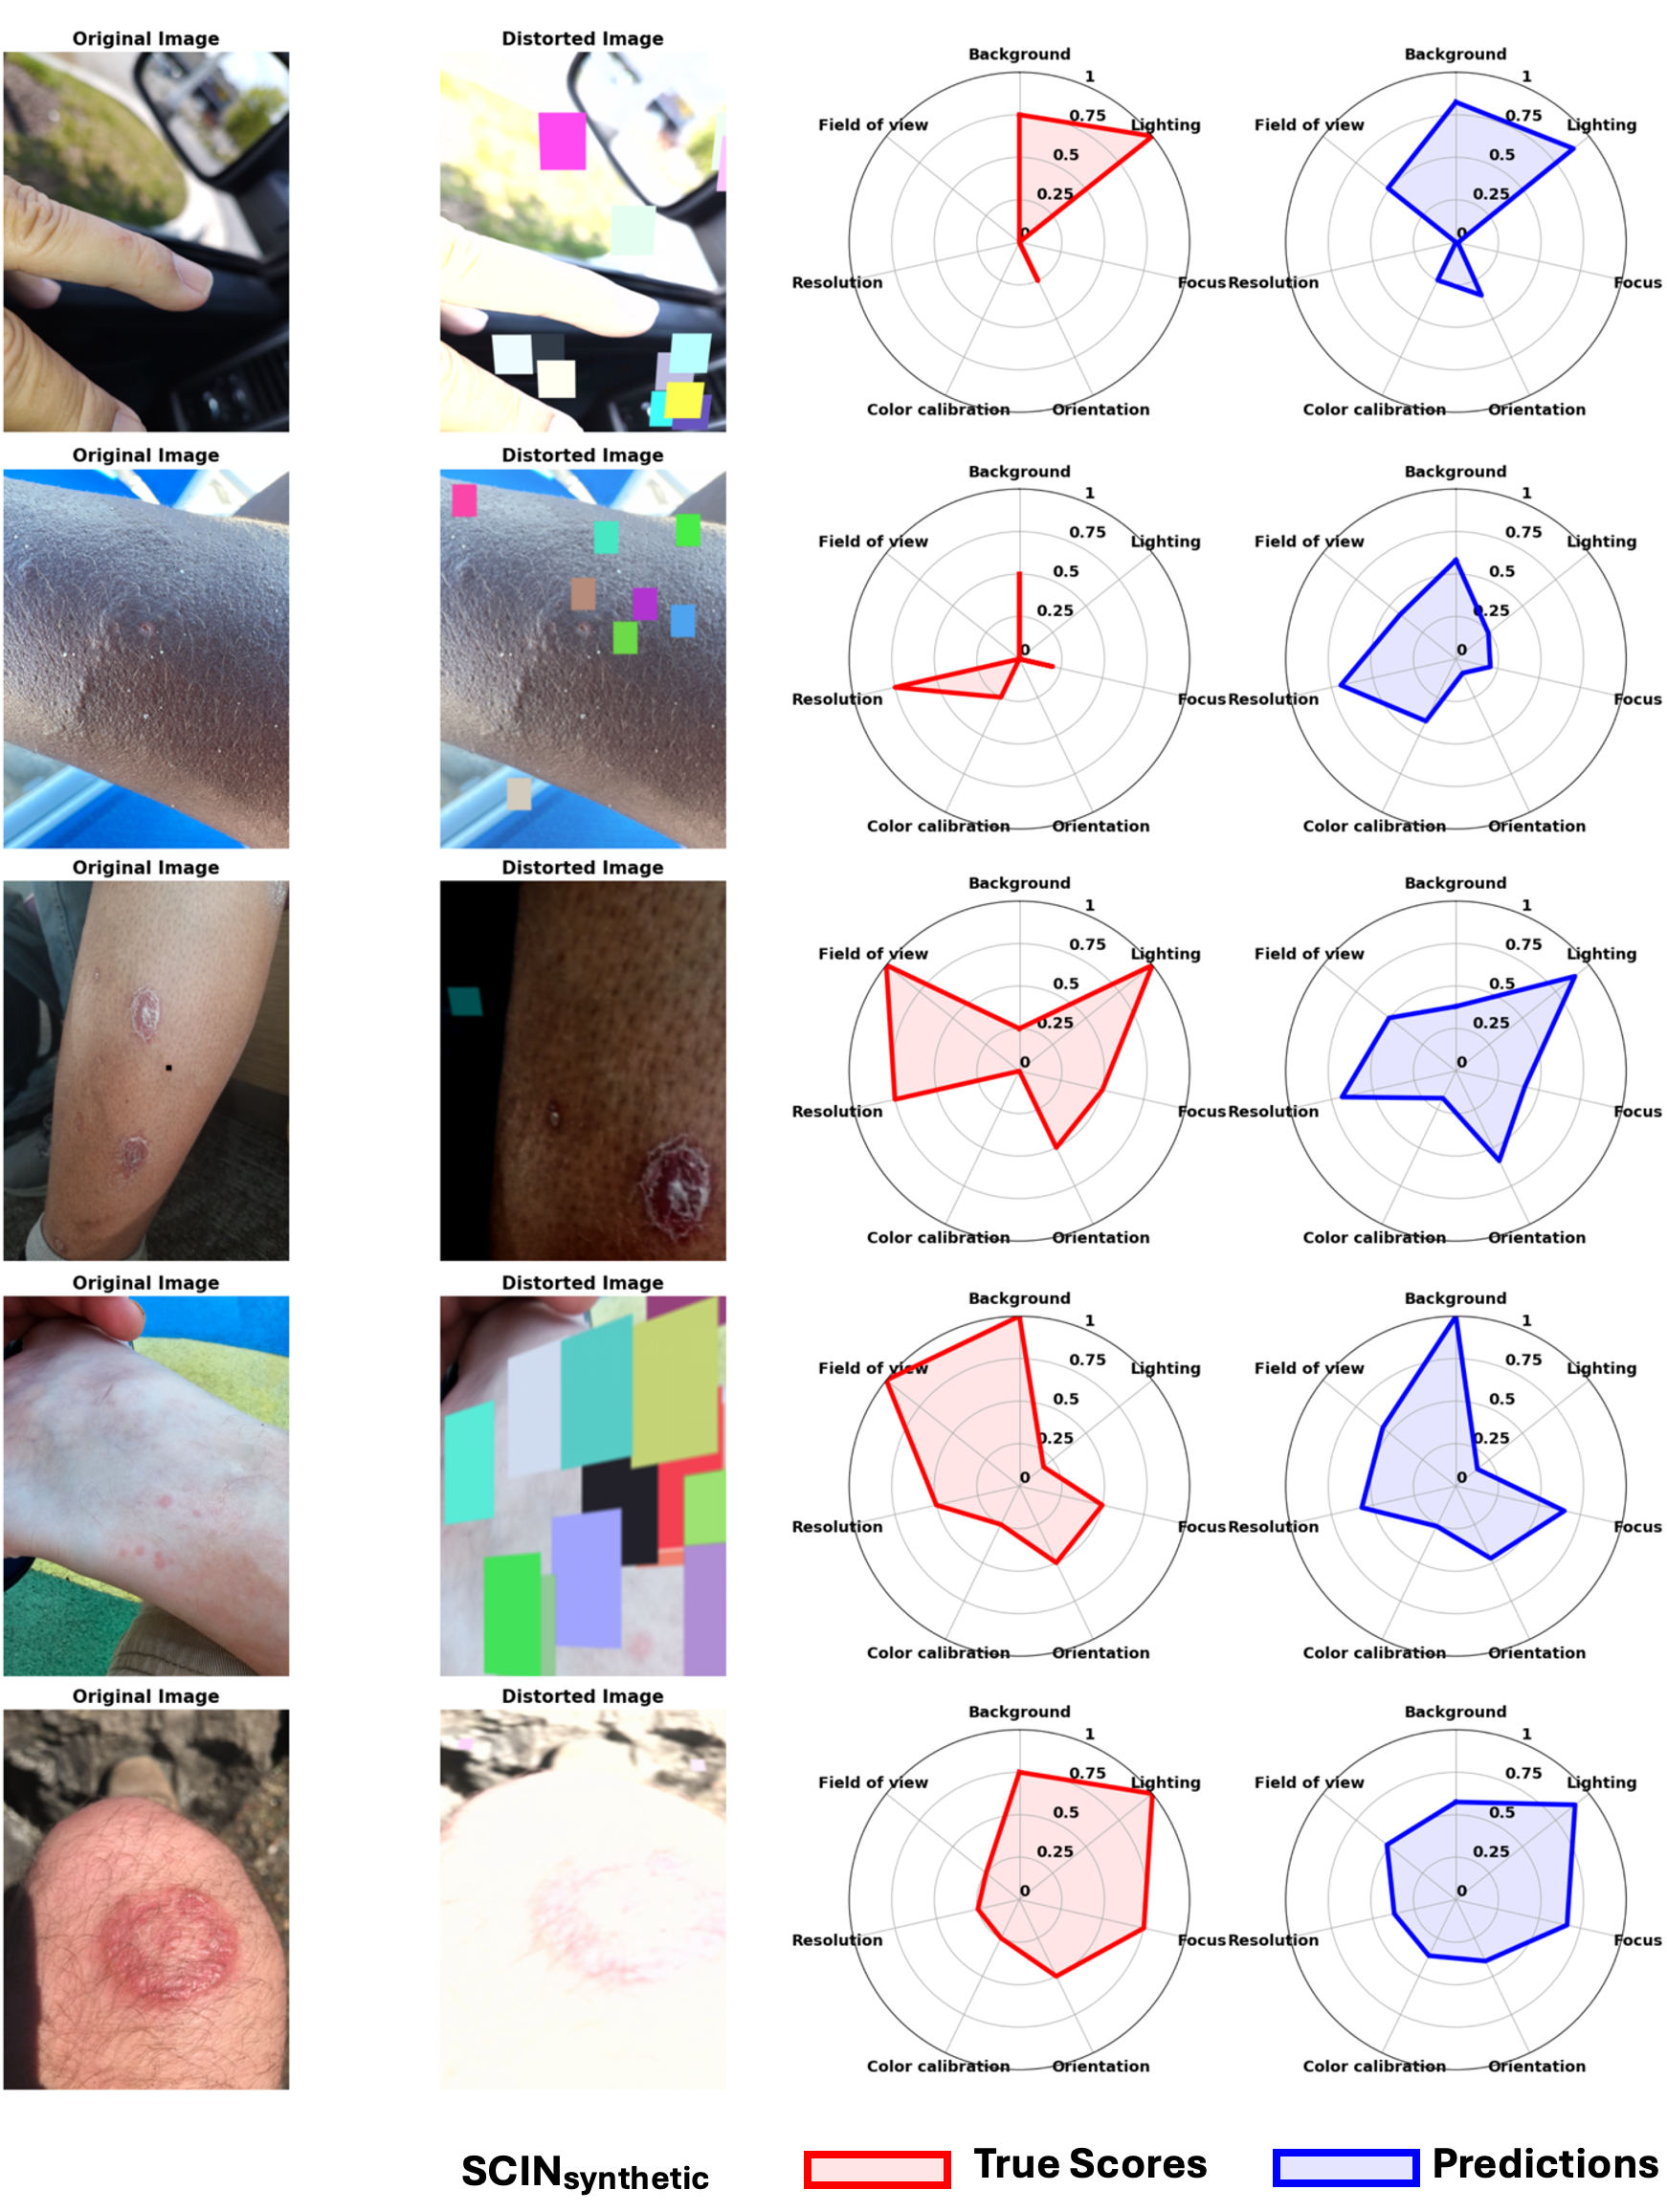 Original Image
Distorted Image
Background
1
Field of view
0.75
Lighting
0.5
0.25
0
Resolution
Focus
Color calibration
Orientation
Background
1
Field of view
0.75
Lighting
0.5
0.25
0
Resolution
Focus
Color calibration
Orientation
Original Image
Distorted Image
Background
1
Field of view
0.75
Lighting
0.5
0.25
0
Resolution
Focus
Color calibration
Orientation
Background
1
Field of view
0.75
Lighting
0.5
0.25
0
Resolution
Focus
Color calibration
Orientation
Original Image
Distorted Image
Background
1
Field of view
0.75
Lighting
0.5
0.25
0
Resolution
Focus
Color calibration
Orientation
Background
1
Field of view
0.75
Lighting
0.5
0.25
0
Resolution
Focus
Color calibration
Orientation
Original Image
Distorted Image
Background
1
Field of view
0.75
Lighting
0.5
0.25
0
Resolution
Focus
Color calibration
Orientation
Background
1
Field of view
0.75
Lighting
0.5
0.25
0
Resolution
Focus
Color calibration
Orientation
Original Image
Distorted Image
Background
1
Field of view
0.75
Lighting
0.5
0.25
0
Resolution
Focus
Color calibration
Orientation
Background
1
Field of view
0.75
Lighting
0.5
0.25
0
Resolution
Focus
Color calibration
Orientation
SCINsynthetic
True Scores
Predictions